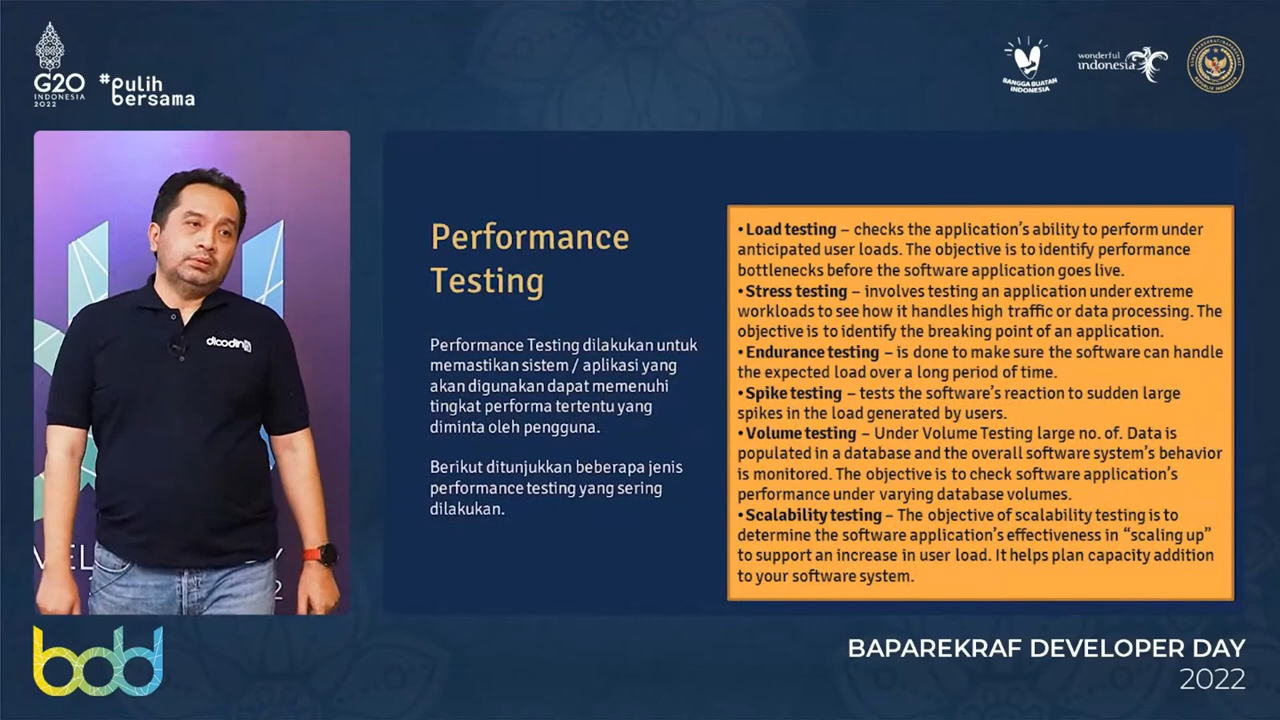 G20
INDONESIA
2022
#pulih
bersama
BANGGA BUATAN
INDONESIA
wonderful
indonesia
dicoding
Performance
Testing
Performance Testing dilakukan untuk
memastikan sistem / aplikasi yang
akan digunakan dapat memenuhi
tingkat performa tertentu yang
diminta oleh pengguna.
Berikut ditunjukkan beberapa jenis
performance testing yang sering
dilakukan.
•Load testing – checks the application’s ability to perform under
anticipated user loads. The objective is to identify performance
bottlenecks before the software application goes live.
•Stress testing – involves testing an application under extreme
workloads to see how it handles high traffic or data processing. The
objective is to identify the breaking point of an application.
•Endurance testing – is done to make sure the software can handle
the expected load over a long period of time.
•Spike testing – tests the software’s reaction to sudden large
spikes in the load generated by users.
•Volume testing – Under Volume Testing large no. of. Data is
populated in a database and the overall software system’s behavior
is monitored. The objective is to check software application’s
performance under varying database volumes.
•Scalability testing – The objective of scalability testing is to
determine the software application’s effectiveness in “scaling up”
to support an increase in user load. It helps plan capacity addition
to your software system.
bdd
BAPAREKRAF DEVELOPER DAY
2022